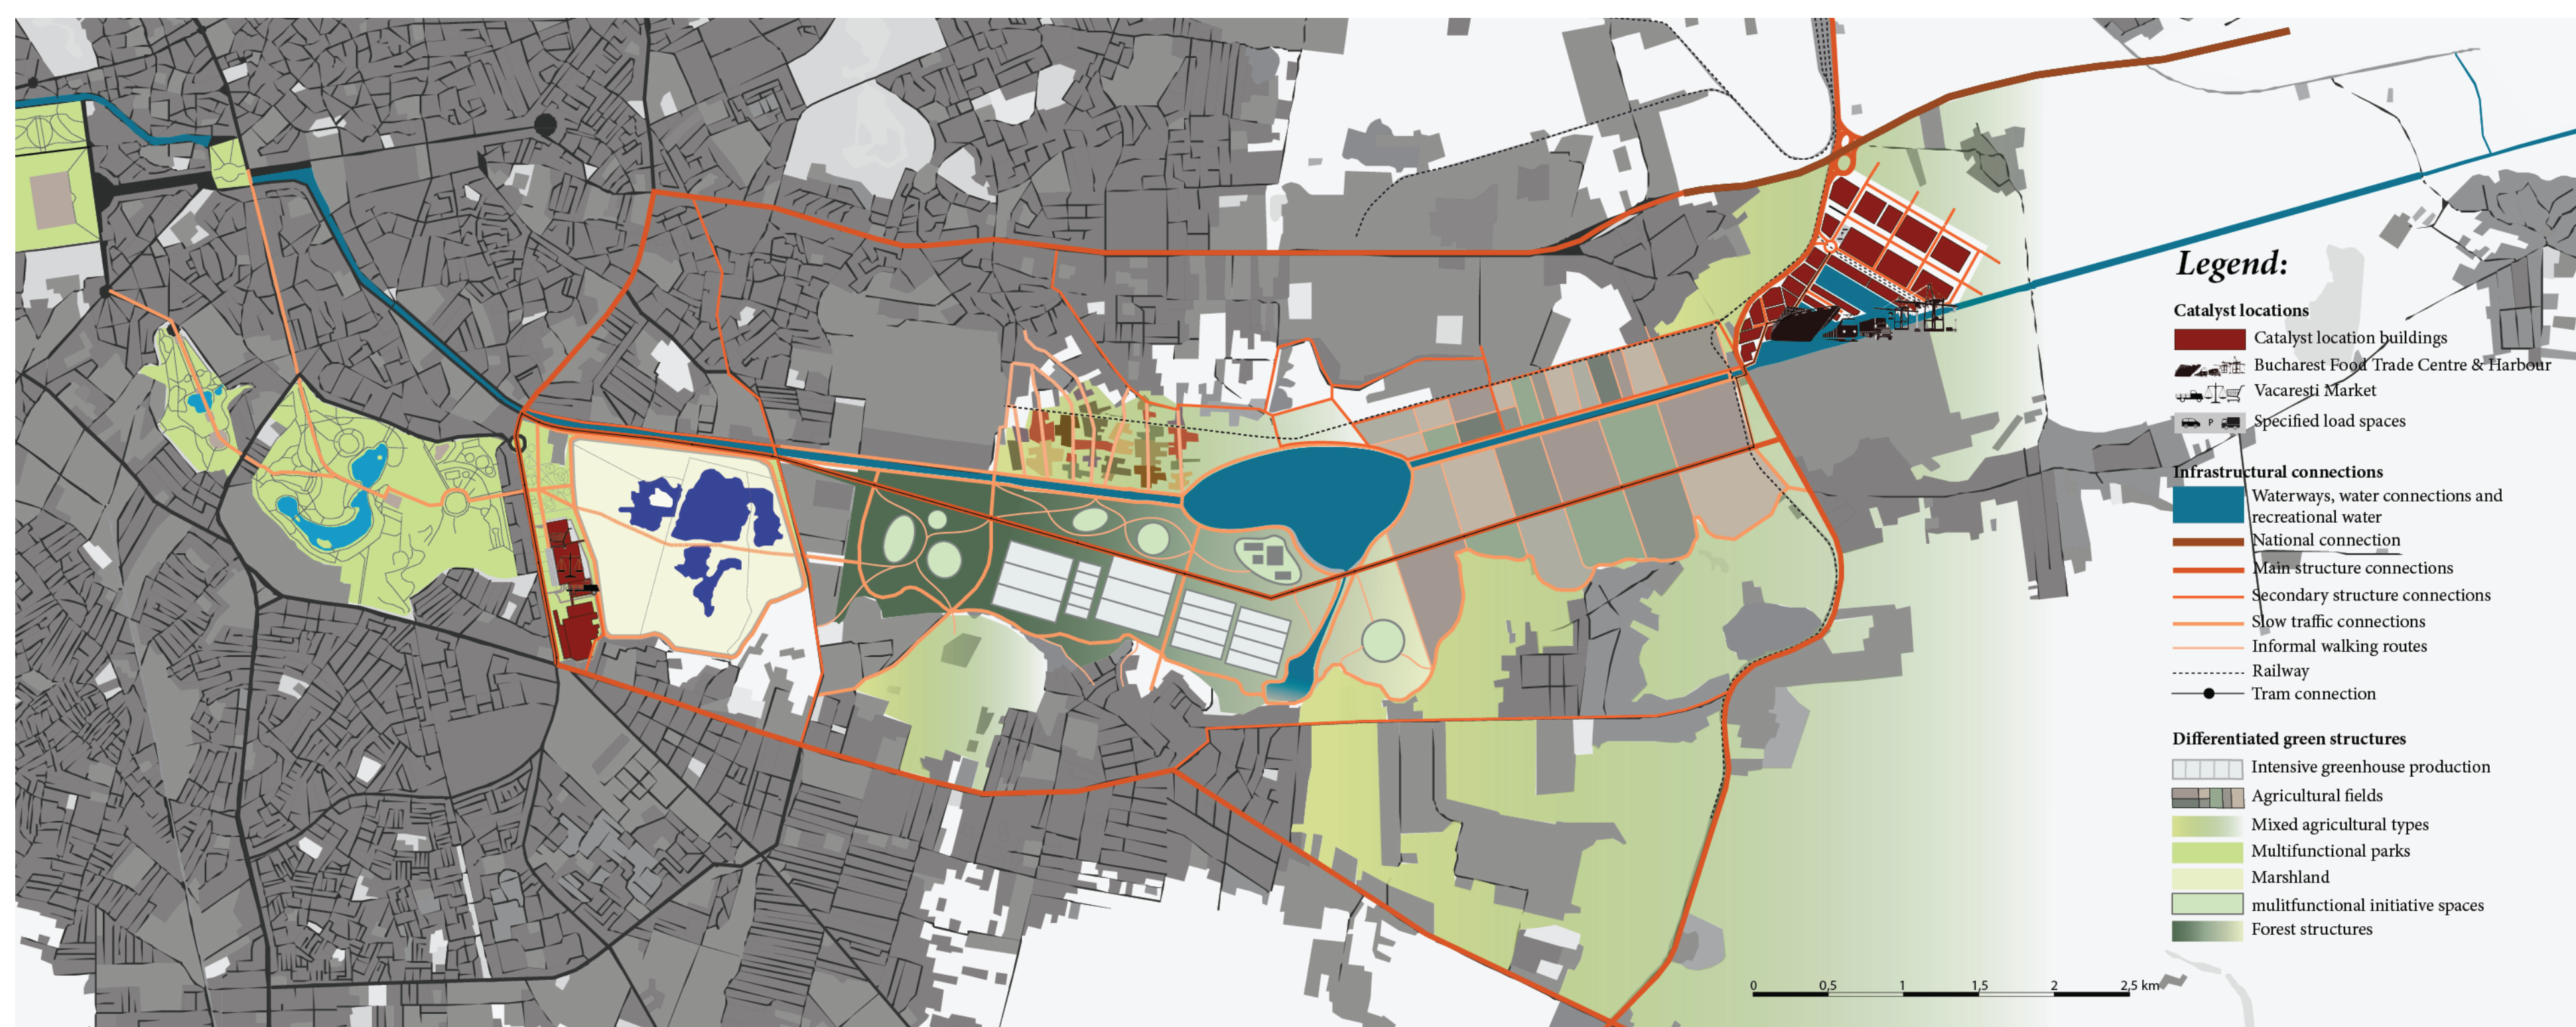 Legend:
Catalyst locations
Catalyst location buildings
Bucharest Food Trade Centre & Harbour
Vacaresti Market
P
Specified load spaces
Infrastructural connections
Waterways, water connections and
recreational water
National connection
Main structure connections
Secondary structure connections
Slow traffic connections
Informal walking routes
Railway
Tram connection
Differentiated green structures
Intensive greenhouse production
Agricultural fields
Mixed agricultural types
Multifunctional parks
Marshland
mulitfunctional initiative spaces
Forest structures
0 0,5 1 1,5 2 2,5 km